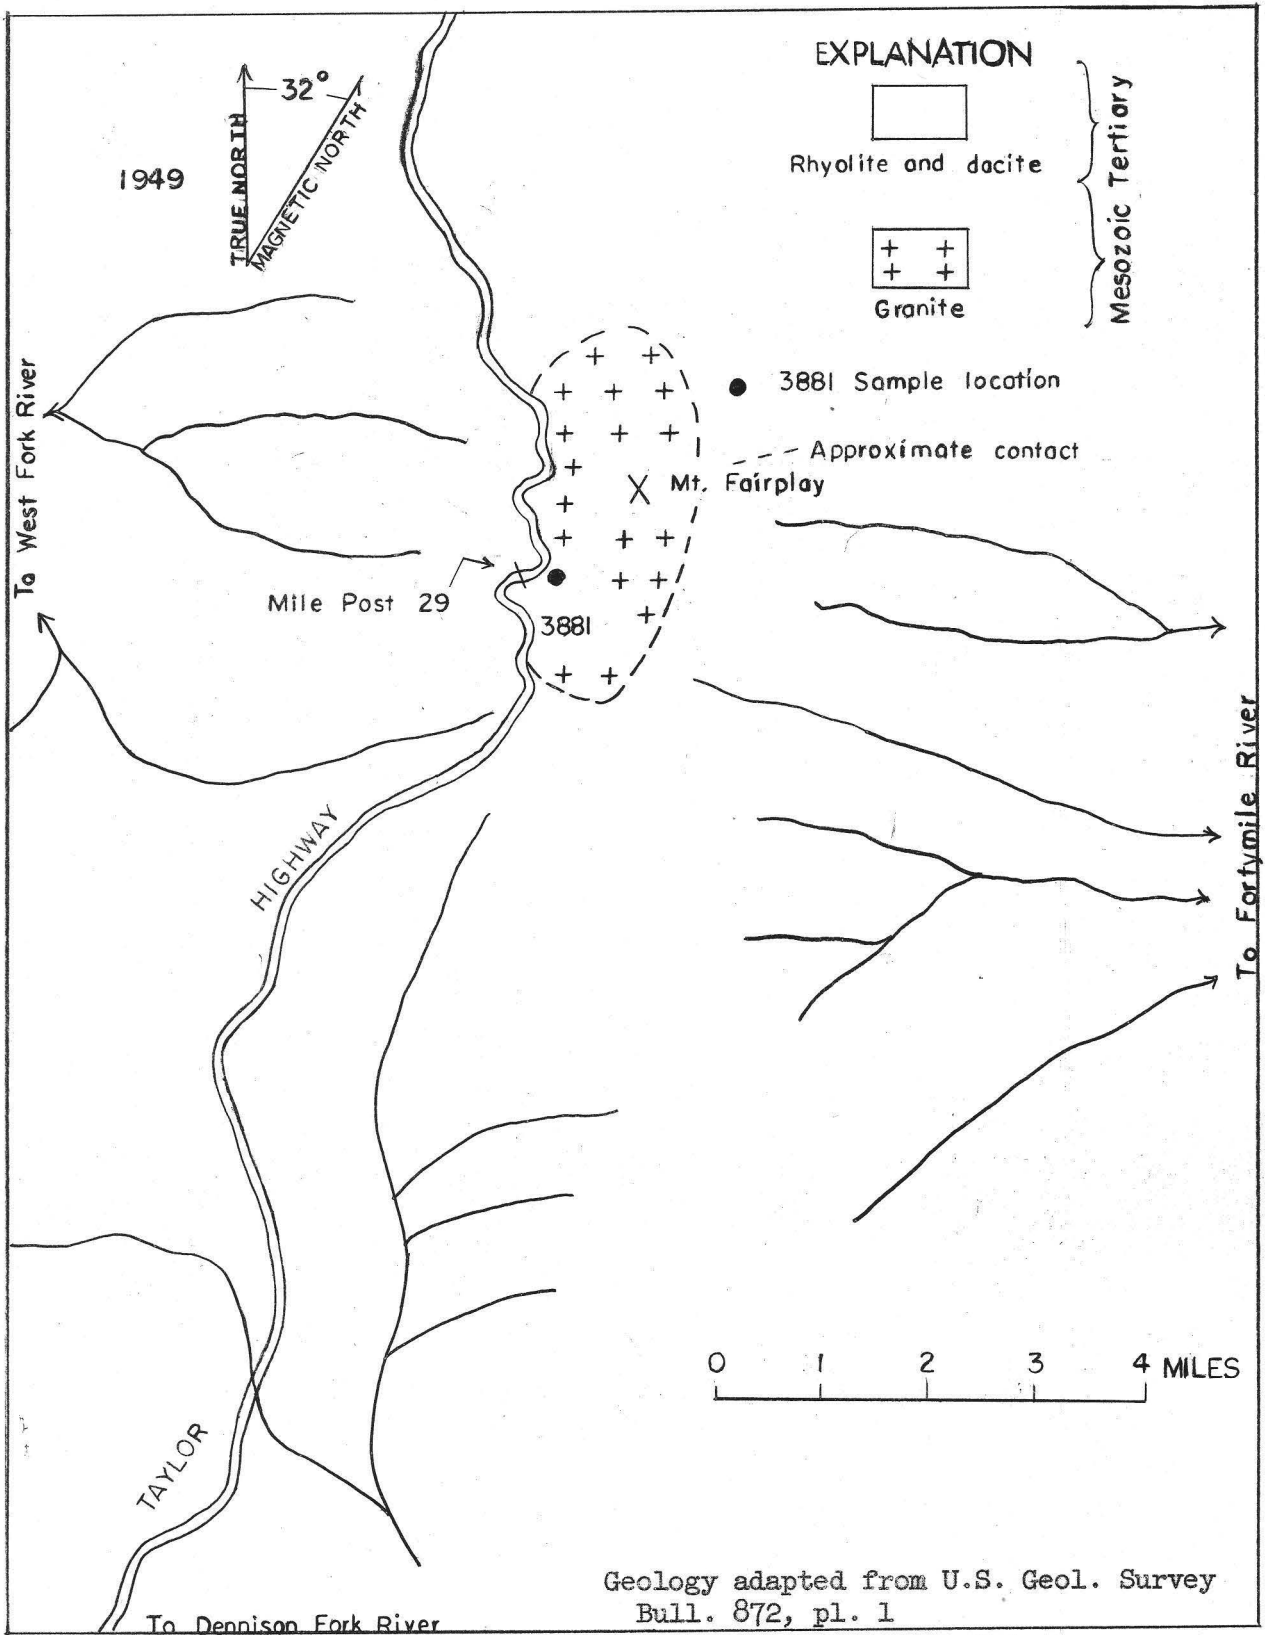 EXPLANATION
32°
TRUE NORTH
MAGNETIC NORTH
1949
Rhyolite and dacite
Tertiary
Granite
Mesozoic
3881 Sample location
Approximate contact
Mt. Fairplay
To West Fork River
Mile Post 29
3881
To Fortymile River
HIGHWAY
TAYLOR
0 1 2 3 4 MILES
Geology adapted from U.S. Geol. Survey
Bull. 872, pl. 1
To Dennison Fork River